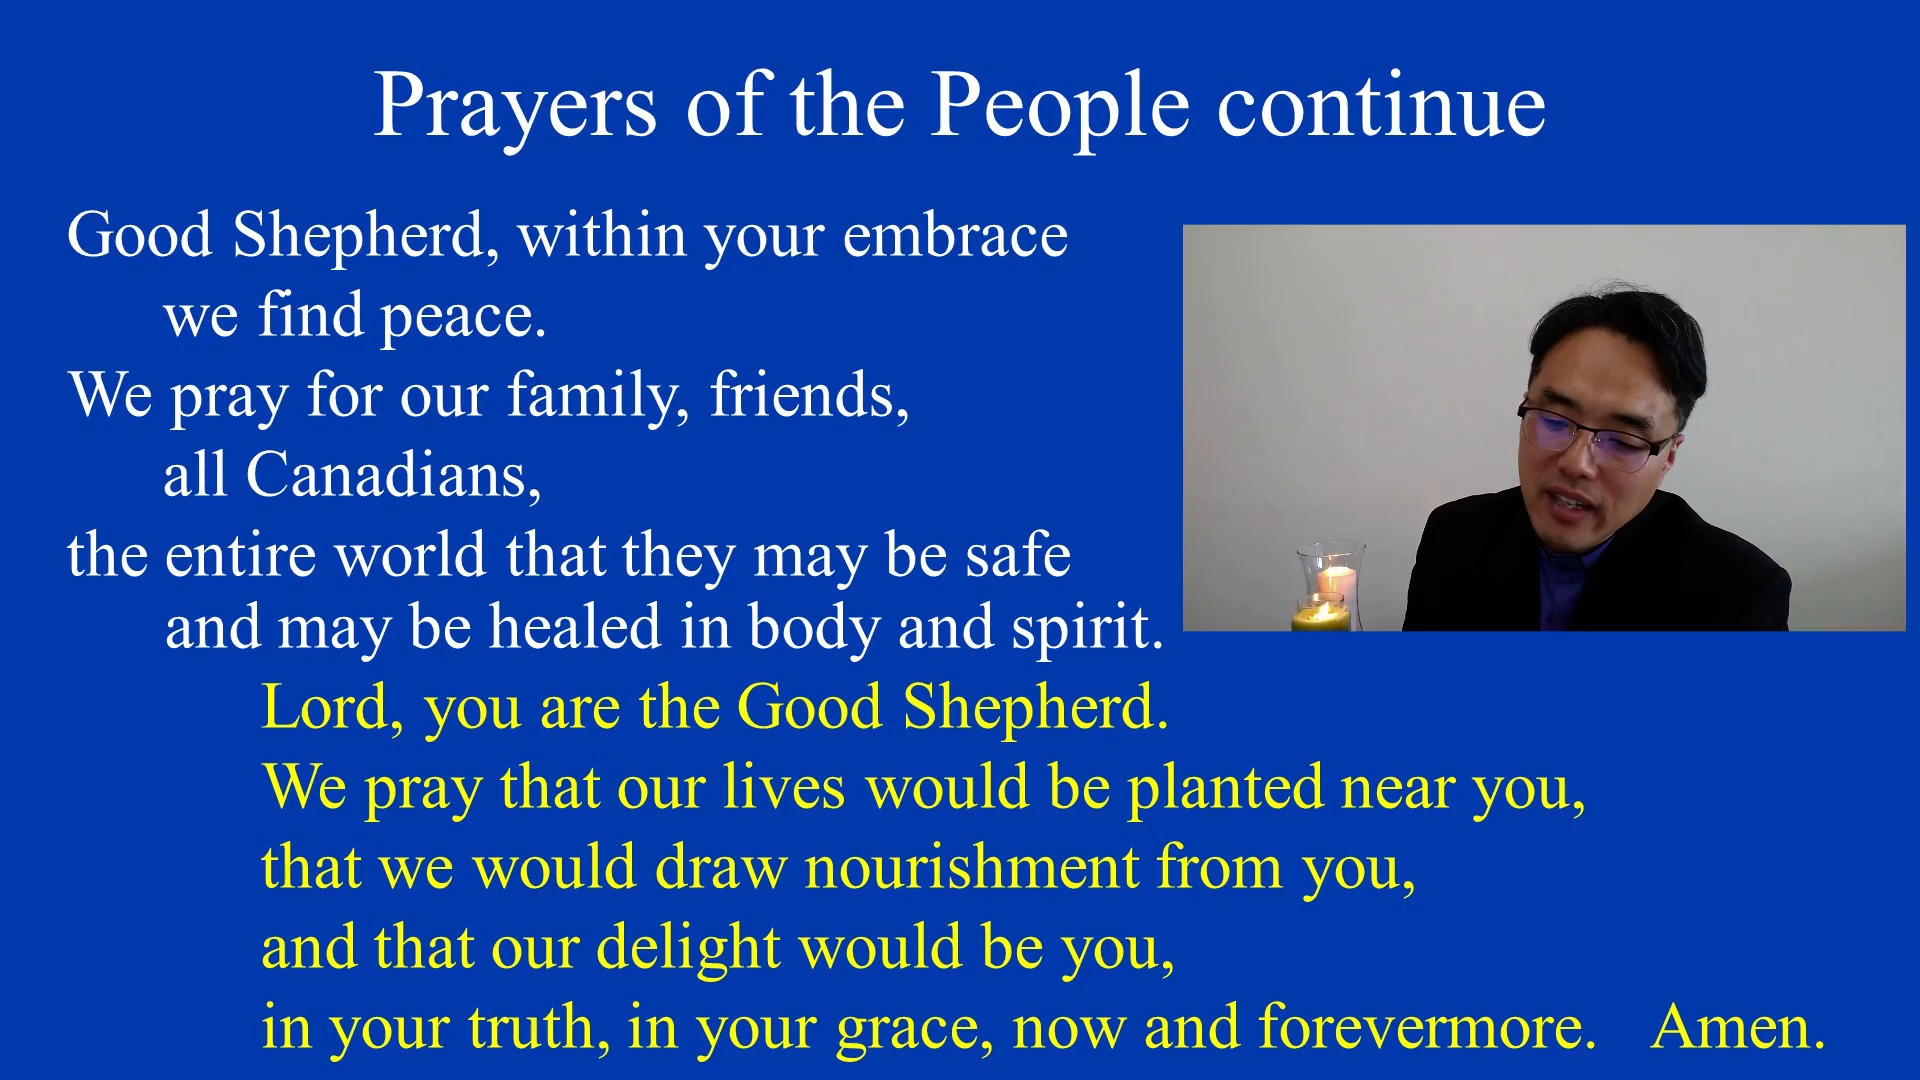 Prayers of the People continue
Good Shepherd, within your embrace
we find peace.
We pray for our family, friends,
all Canadians,
the entire world that they may be safe
and may be healed in body and spirit.
Lord, you are the Good Shepherd.
We pray that our lives would be planted near you,
that we would draw nourishment from you,
and that our delight would be you,
in your truth, in your grace, now and forevermore. Amen.